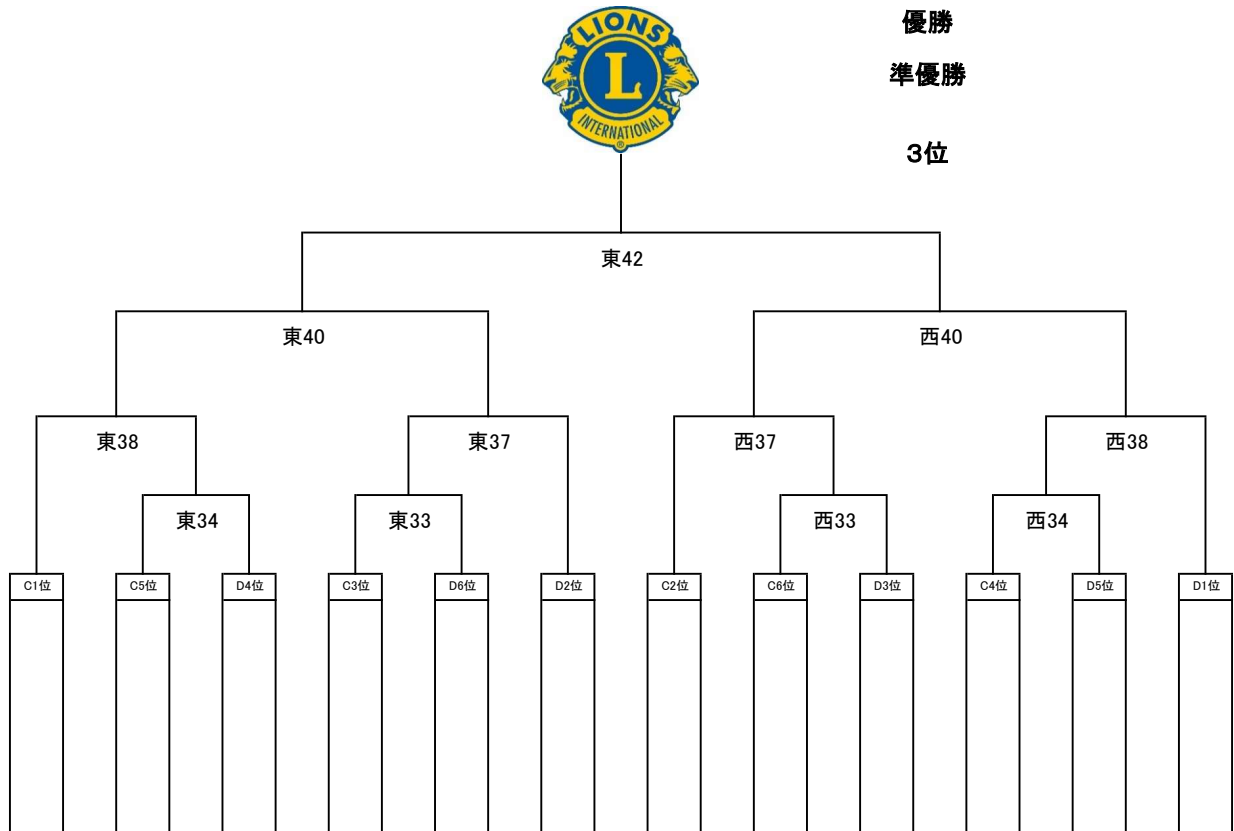 LIONS
L
INTERNATIONAL
®
優勝
準優勝
３位
東42
東40
西40
東38
東37
西37
西38
東34
東33
西33
西34
C1位
C5位
D4位
C3位
D6位
D2位
C2位
C6位
D3位
C4位
D5位
D1位